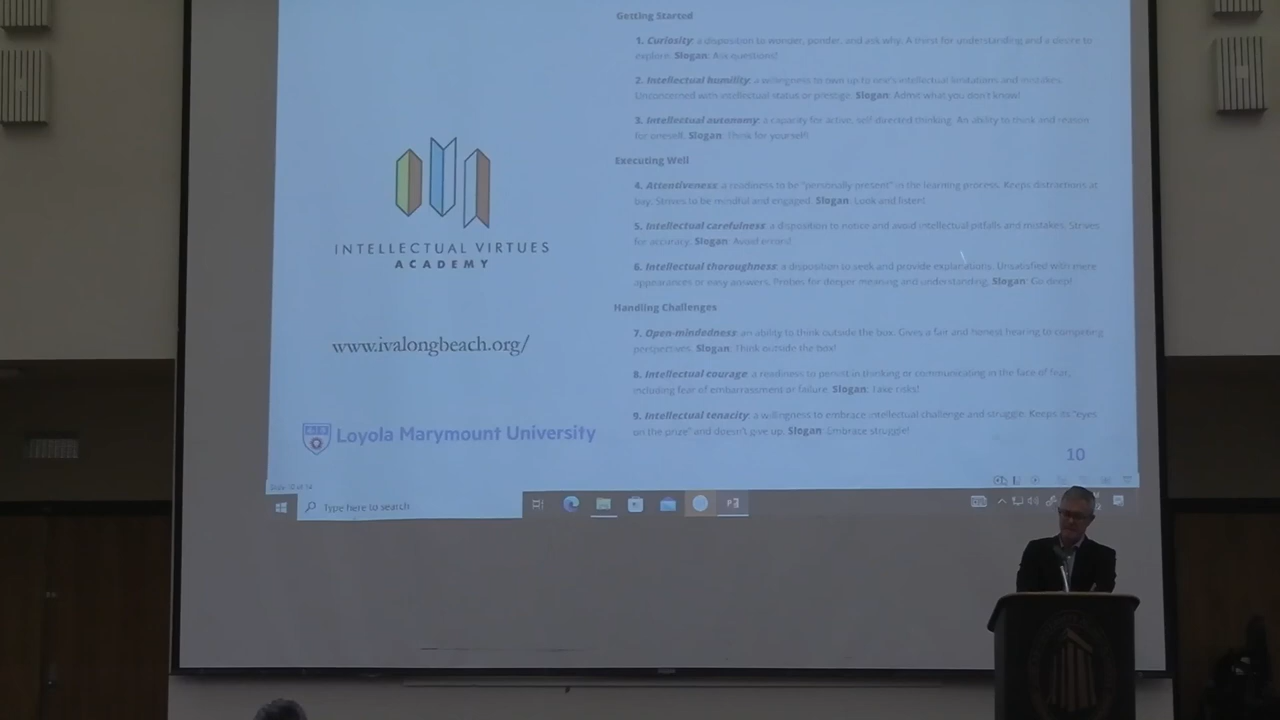 Getting Started
1. Curiosity: a disposition to wonder, ponder, and ask why. A thirst for understanding and a desire to
explore. Slogan: Ask questions!
2. Intellectual humility: a willingness to own up to one's intellectual limitations and mistakes.
Unconcerned with intellectual status or prestige. Slogan: Admit what you don't know!
3. Intellectual autonomy: a capacity for active, self-directed thinking. An ability to think and reason
for oneself. Slogan: Think for yourself!
Executing Well
4. Attentiveness: a readiness to be "personally present" in the learning process. Keeps distractions at
bay. Strives to be mindful and engaged. Slogan: Look and listen!
5. Intellectual carefulness: a disposition to notice and avoid intellectual pitfalls and mistakes. Strives
for accuracy. Slogan: Avoid errors!
6. Intellectual thoroughness: a disposition to seek and provide explanations. Unsatisfied with mere
appearances or easy answers. Probes for deeper meaning and understanding. Slogan: Go deep!
Handling Challenges
7. Open-mindedness: an ability to think outside the box. Gives a fair and honest hearing to competing
perspectives. Slogan: Think outside the box!
8. Intellectual courage: a readiness to persist in thinking or communicating in the face of fear,
including fear of embarrassment or failure. Slogan: Take risks!
9. Intellectual tenacity: a willingness to embrace intellectual challenge and struggle. Keeps its "eyes
on the prize" and doesn't give up. Slogan: Embrace struggle!
INTELLECTUAL VIRTUES
ACADEMY
www.ivalongbeach.org/
Loyola Marymount University
10
Slide 10 of 14
Type here to search